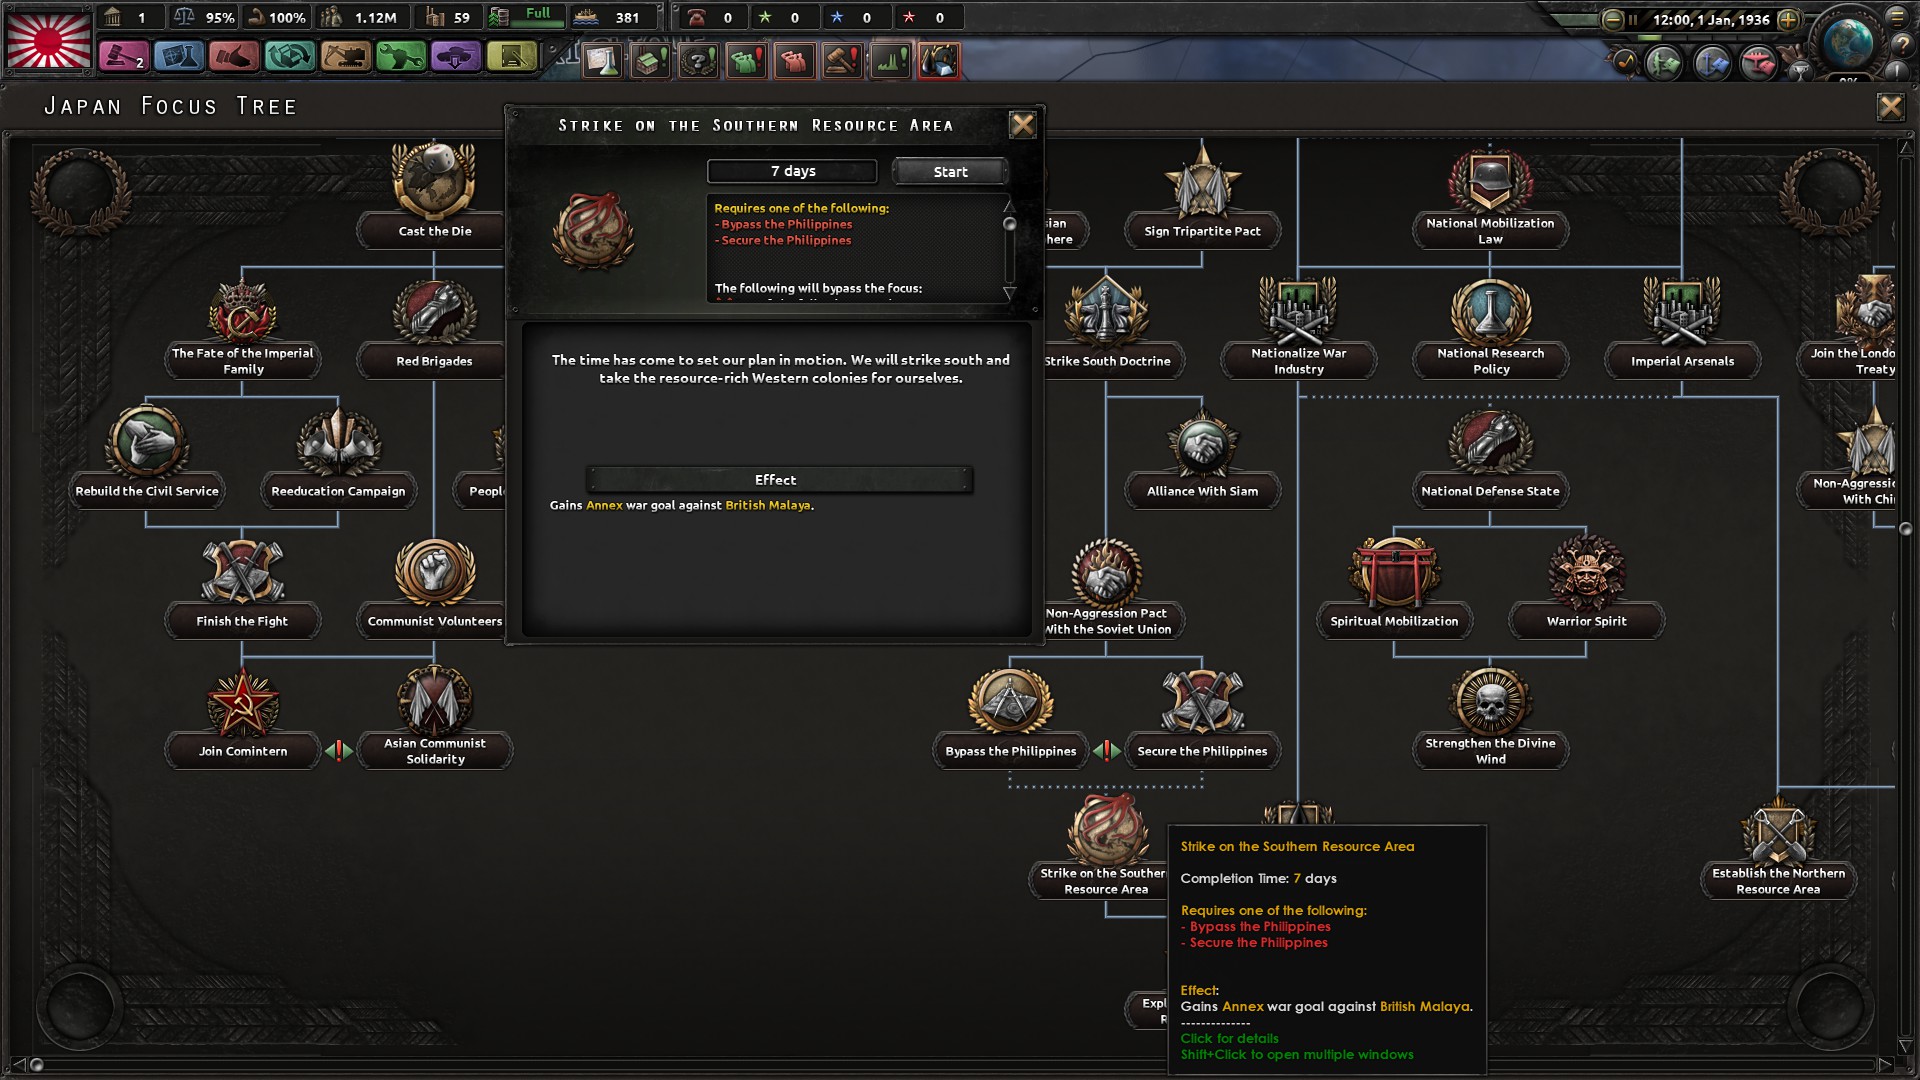 1
95%
100%
1.12M
59
Full
381
0
0
0
0
12:00, 1 Jan, 1936
2
0%
Japan Focus Tree
Strike on the Southern Resource Area
7 days
Start
Requires one of the following:
- Bypass the Philippines
- Secure the Philippines
The following will bypass the focus:
The time has come to set our plan in motion. We will strike south and
take the resource-rich Western colonies for ourselves.
Effect
Gains Annex war goal against British Malaya.
Cast the Die
Sign Tripartite Pact
National Mobilization
Law
The Fate of the Imperial
Family
Red Brigades
Strike South Doctrine
Nationalize War
Industry
National Research
Policy
Imperial Arsenals
Join the Londo
Treaty
Rebuild the Civil Service
Reeducation Campaign
Peopl
Alliance With Siam
National Defense State
Non-Aggressio
With Chi
Finish the Fight
Communist Volunteers
Non-Aggression Pact
With the Soviet Union
Spiritual Mobilization
Warrior Spirit
Join Comintern
Asian Communist
Solidarity
Bypass the Philippines
Secure the Philippines
Strengthen the Divine
Wind
Strike on the Souther
Resource Area
Establish the Northern
Resource Area
Expl
R
Strike on the Southern Resource Area
Completion Time: 7 days
Requires one of the following:
- Bypass the Philippines
- Secure the Philippines
Effect:
Gains Annex war goal against British Malaya.
--------------
Click for details
Shift+Click to open multiple windows